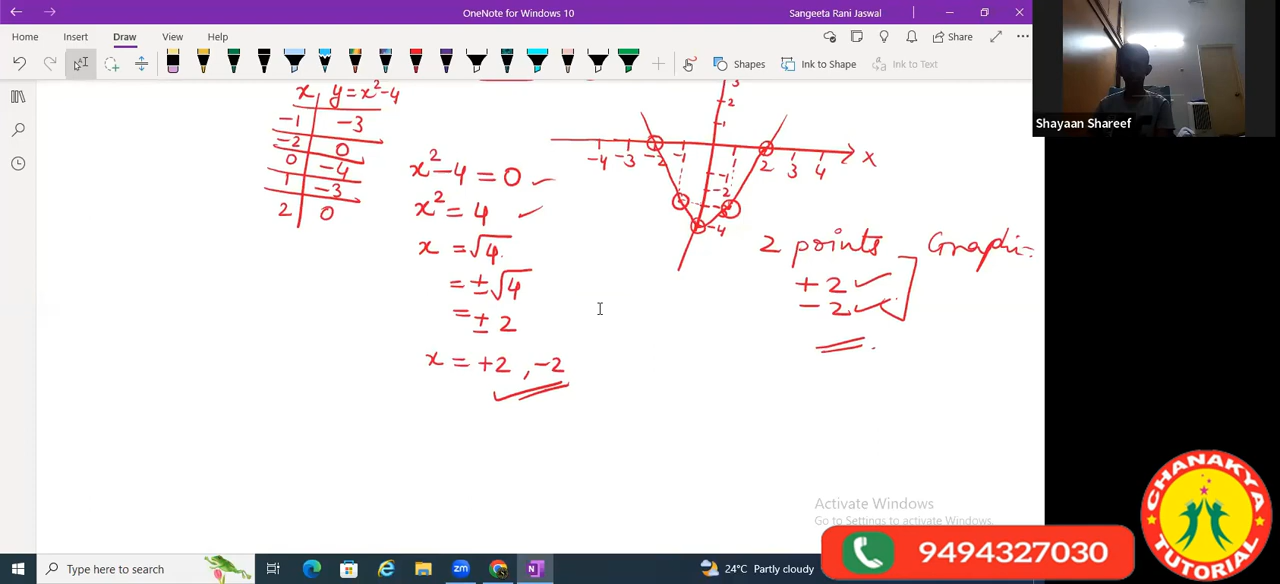 OneNote for Windows 10
Sangeeta Rani Jaswal
Home Insert Draw View Help
Share
Shapes
Ink to Shape
Ink to Text
Shayaan Shareef
x y = x² – 4
–1 –3
–2 0
0 –4
1 –3
2 0
x² – 4 = 0 ✓
x² = 4 ✓
x = √4.
= ± √4
= ± 2
x = +2 , –2
3
2
1
–4 –3 –2 –1 2 3 4 x
–1
–2
–3
–4
2 points
+ 2 ✓
– 2 ✓
Graphi-
Activate Windows
Go to Settings to activate Windows.
CHANAKYA
TUTORIAL
9494327030
Type here to search
24°C Partly cloudy